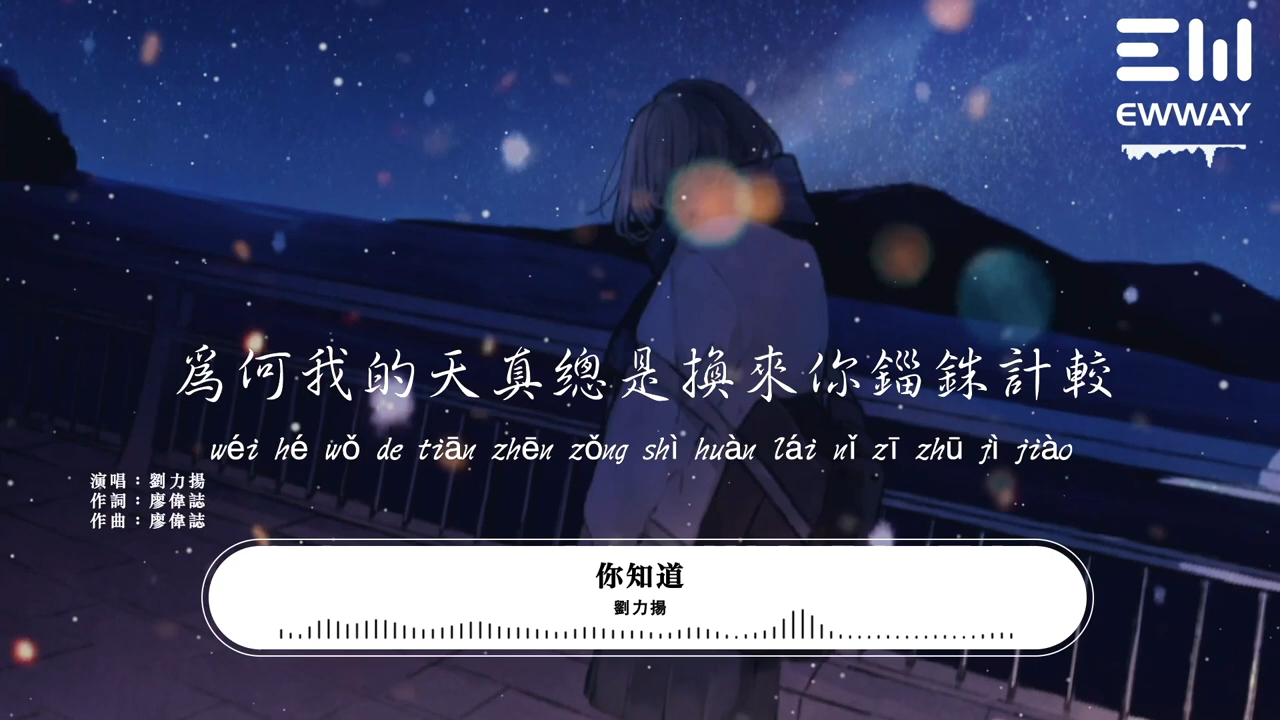 EW
EWWAY
爲何我的天真總是換來你錙銖計較
wéi hé wǒ de tiān zhēn zǒng shì huàn lái nǐ zī zhū jì jiào
演唱：劉力揚
作詞：廖偉誌
作曲：廖偉誌
你知道
劉力揚